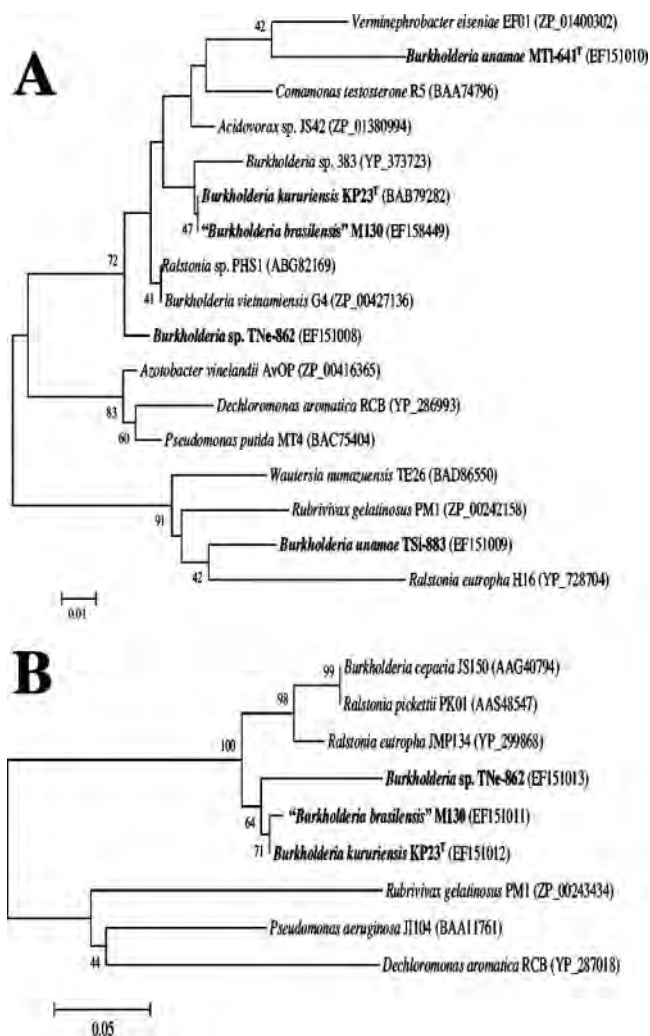 A
42
Verminephrobacter eiseniae EF01 (ZP_01400302)
Burkholderia unamae MTl-641T (EF151010)
Comamonas testosterone R5 (BAA74796)
Acidovorax sp. JS42 (ZP_01380994)
Burkholderia sp. 383 (YP_373723)
Burkholderia kururiensis KP23T (BAB79282)
47
“Burkholderia brasilensis” M130 (EF158449)
72
Ralstonia sp. PHS1 (ABG82169)
41
Burkholderia vietnamiensis G4 (ZP_00427136)
Burkholderia sp. TNe-862 (EF151008)
Azotobacter vinelandii AvOP (ZP_00416365)
83
Dechloromonas aromatica RCB (YP_286993)
60
Pseudomonas putida MT4 (BAC75404)
Wautersia numazuensis TE26 (BAD86550)
91
Rubrivivax gelatinosus PM1 (ZP_00242158)
Burkholderia unamae TSi-883 (EF151009)
42
Ralstonia eutropha H16 (YP_728704)
0.01
B
99
Burkholderia cepacia JS150 (AAG40794)
98
Ralstonia pickettii PK01 (AAS48547)
100
Ralstonia eutropha JMP134 (YP_299868)
Burkholderia sp. TNe-862 (EF151013)
64
“Burkholderia brasilensis” M130 (EF151011)
71
Burkholderia kururiensis KP23T (EF151012)
Rubrivivax gelatinosus PM1 (ZP_00243434)
Pseudomonas aeruginosa JI104 (BAA11761)
44
Dechloromonas aromatica RCB (YP_287018)
0.05